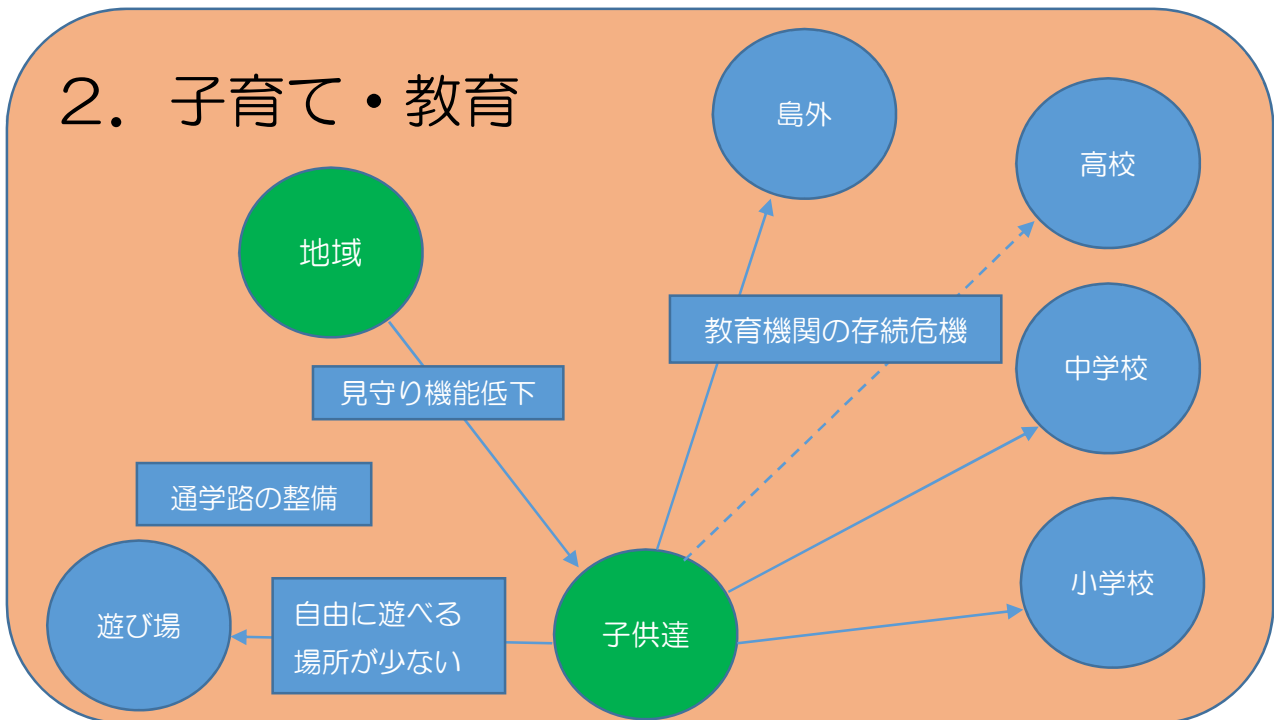 ２．子育て・教育
島外
高校
地域
教育機関の存続危機
中学校
見守り機能低下
通学路の整備
小学校
自由に遊べる
場所が少ない
遊び場
子供達